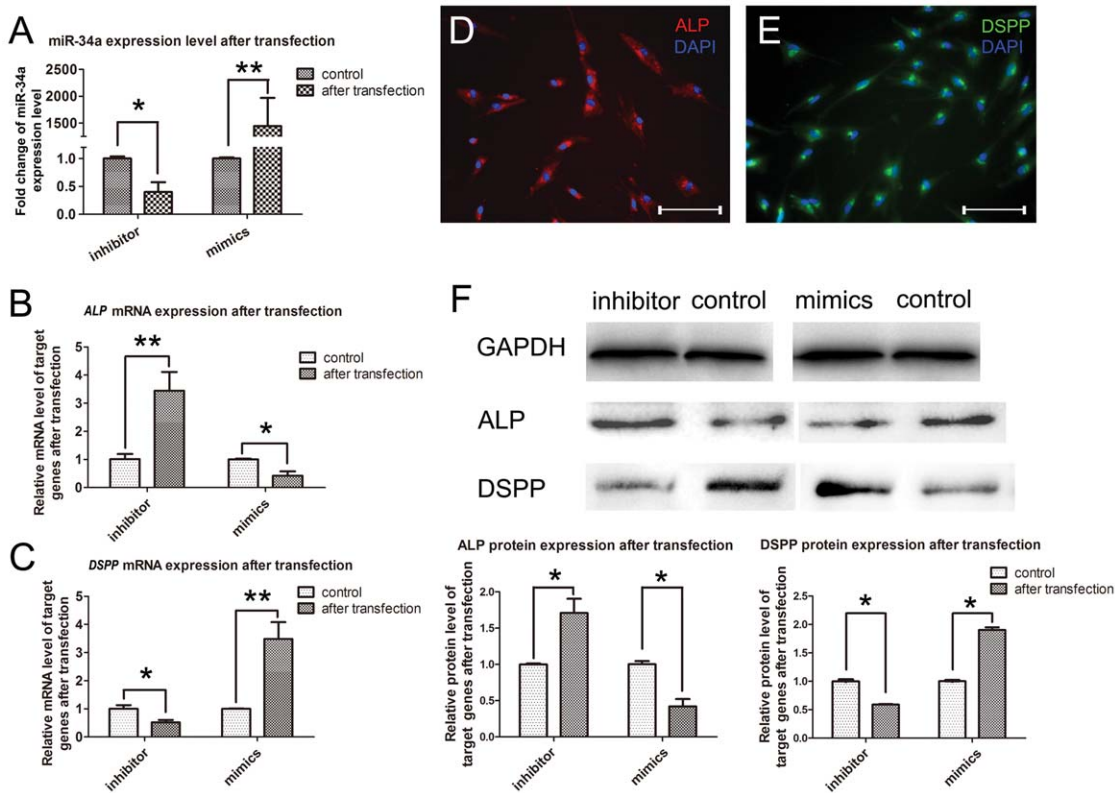 A
miR-34a expression level after transfection
Fold change of miR-34a
expression level
2500
2000
1500
1.0
0.5
0.0
*
**
control
after transfection
inhibitor
mimics
D
ALP
DAPI
E
DSPP
DAPI
B
ALP mRNA expression after transfection
Relative mRNA level of target
genes after transfection
5
4
3
2
1
0
**
*
control
after transfection
inhibitor
mimics
C
DSPP mRNA expression after transfection
Relative mRNA level of target
genes after transfection
5
4
3
2
1
0
*
**
control
after transfection
inhibitor
mimics
F
inhibitor control mimics control
GAPDH
ALP
DSPP
ALP protein expression after transfection
Relative protein level of
target genes after transfection
2.0
1.5
1.0
0.5
0.0
*
*
inhibitor
mimics
DSPP protein expression after transfection
Relative protein level of
target genes after transfection
2.5
2.0
1.5
1.0
0.5
0.0
*
*
control
after transfection
inhibitor
mimics